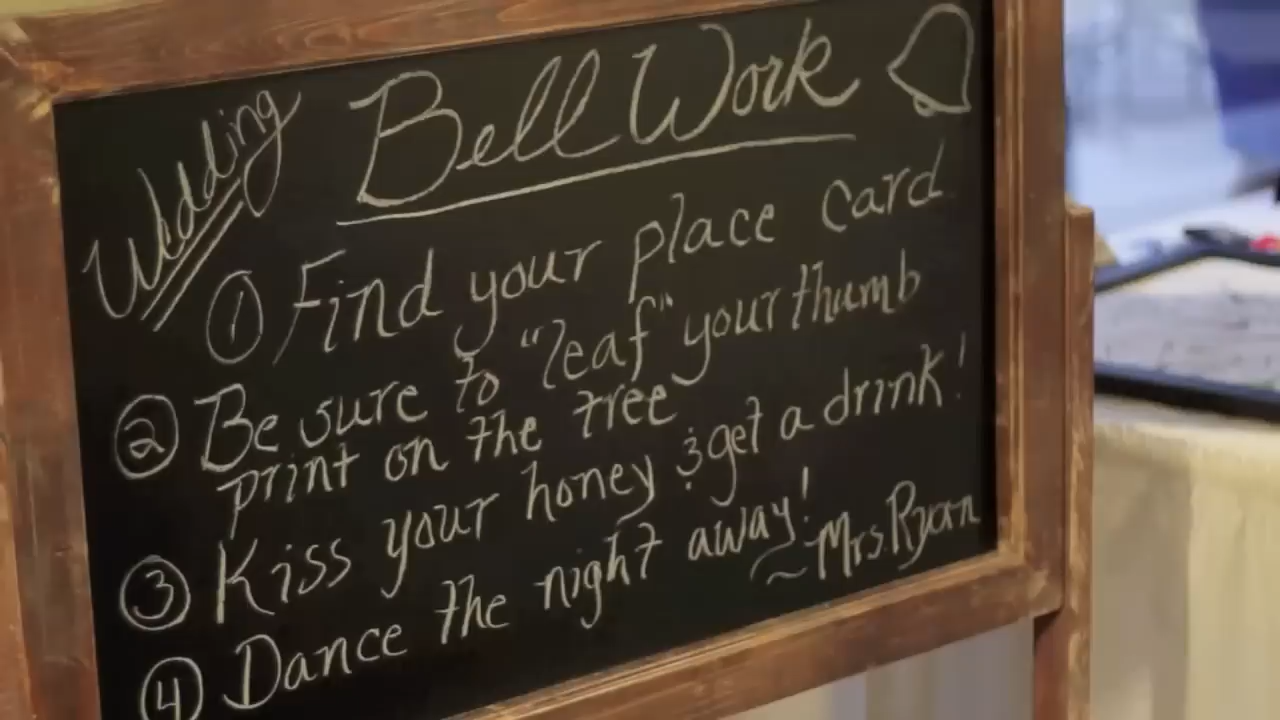 Wedding
Bell Work
① Find your place card
② Be sure to "leaf" your thumb
print on the tree
③ Kiss your honey & get a drink!
④ Dance the night away!
~Mrs. Ryan